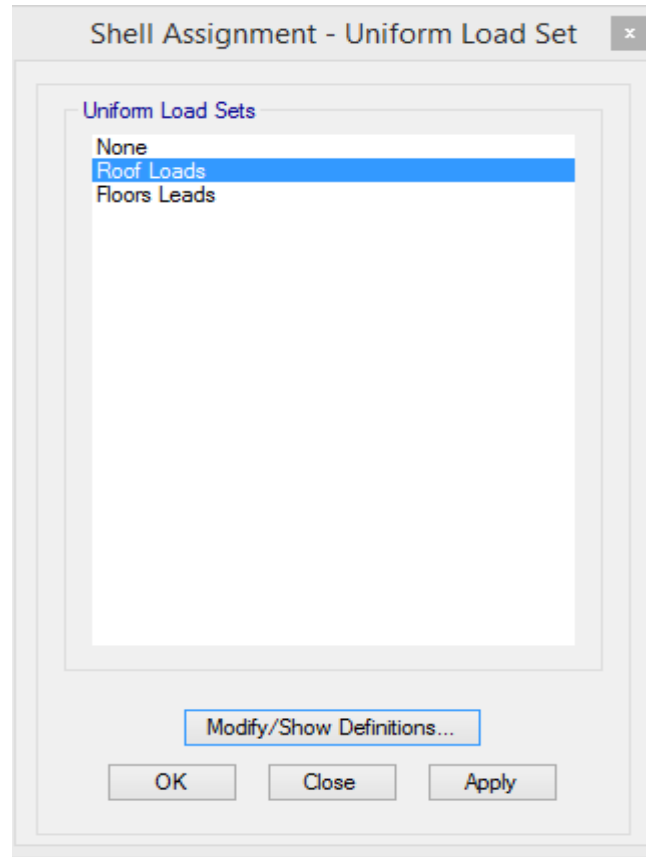 Shell Assignment - Uniform Load Set
x
Uniform Load Sets
None
Roof Loads
Floors Leads
Modify/Show Definitions...
OK Close Apply